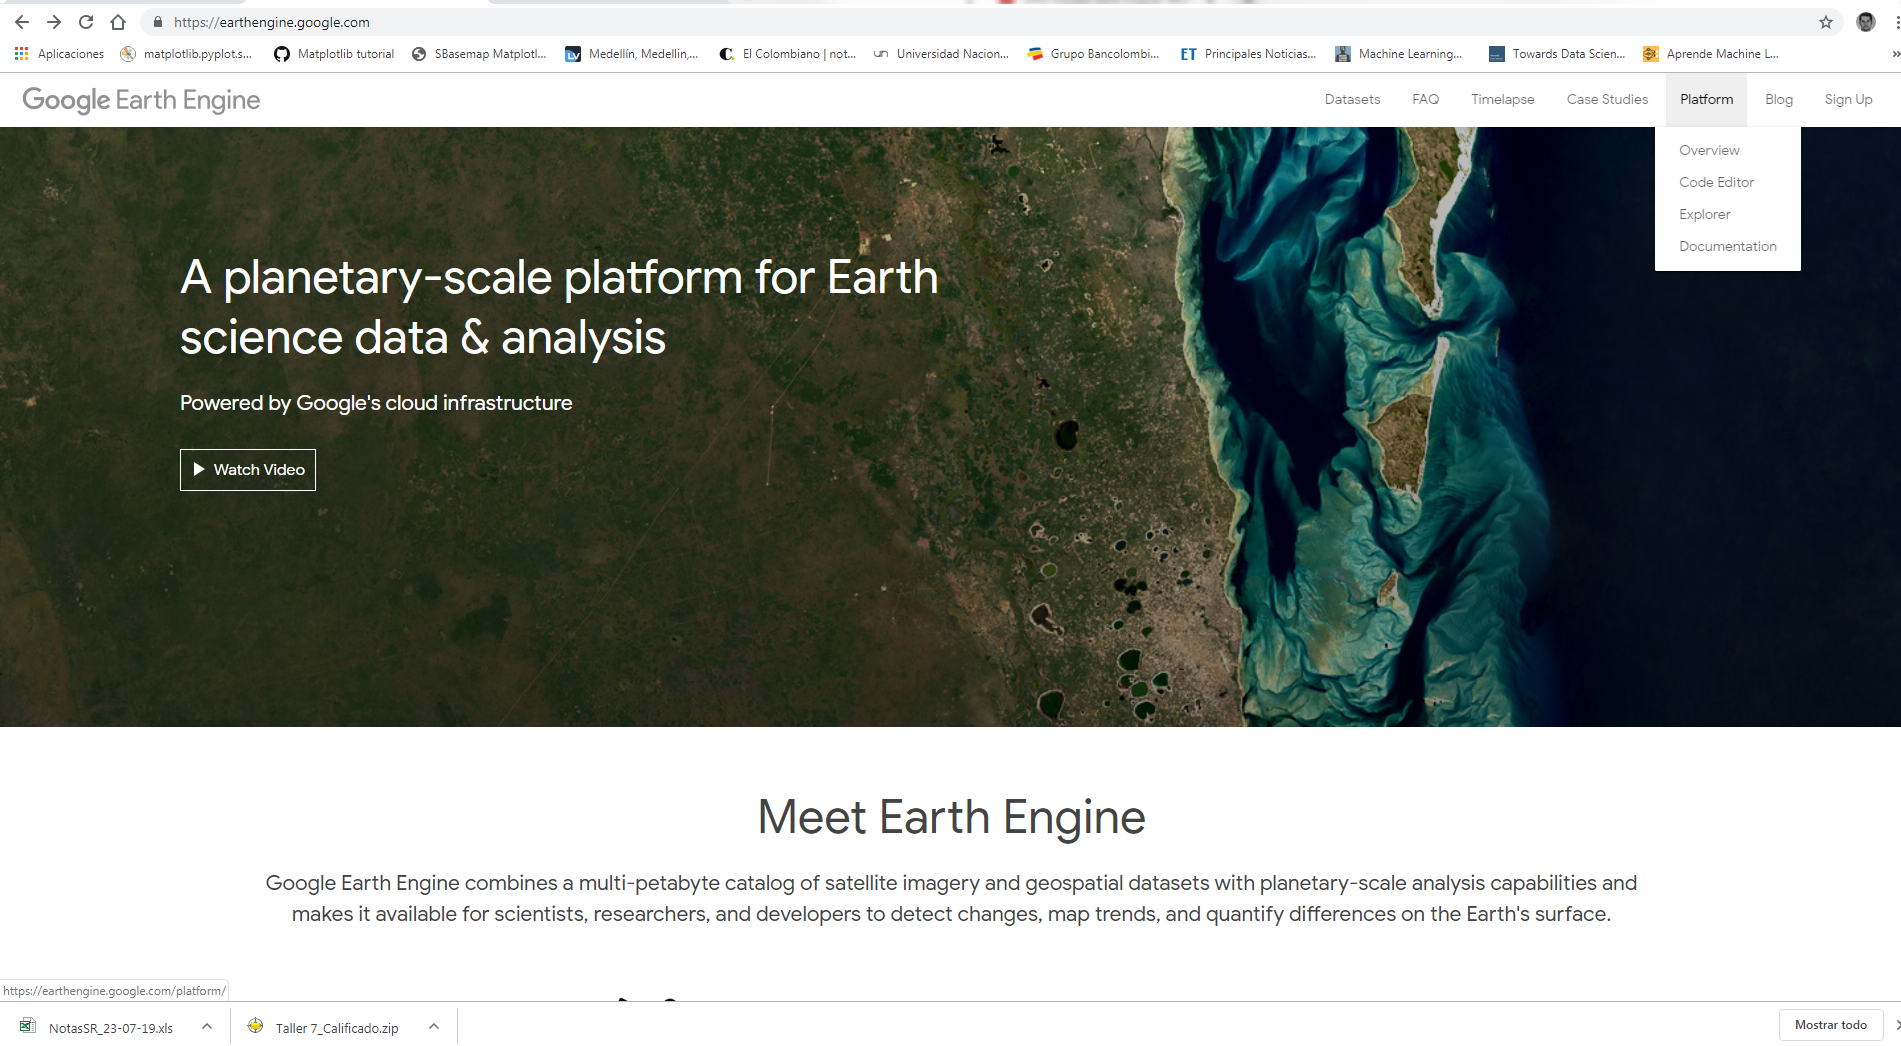 https://earthengine.google.com
Aplicaciones
matplotlib.pyplot.s...
Matplotlib tutorial
SBasemap Matplotl...
Medellín, Medellin,...
El Colombiano | not...
Universidad Nacion...
Grupo Bancolombi...
ET Principales Noticias...
Machine Learning...
Towards Data Scien...
Aprende Machine L...
Google Earth Engine
Datasets
FAQ
Timelapse
Case Studies
Platform
Blog
Sign Up
Overview
Code Editor
Explorer
Documentation
A planetary-scale platform for Earth
science data & analysis
Powered by Google's cloud infrastructure
Watch Video
Meet Earth Engine
Google Earth Engine combines a multi-petabyte catalog of satellite imagery and geospatial datasets with planetary-scale analysis capabilities and
makes it available for scientists, researchers, and developers to detect changes, map trends, and quantify differences on the Earth's surface.
https://earthengine.google.com/platform/
NotasSR_23-07-19.xls
Taller 7_Calificado.zip
Mostrar todo